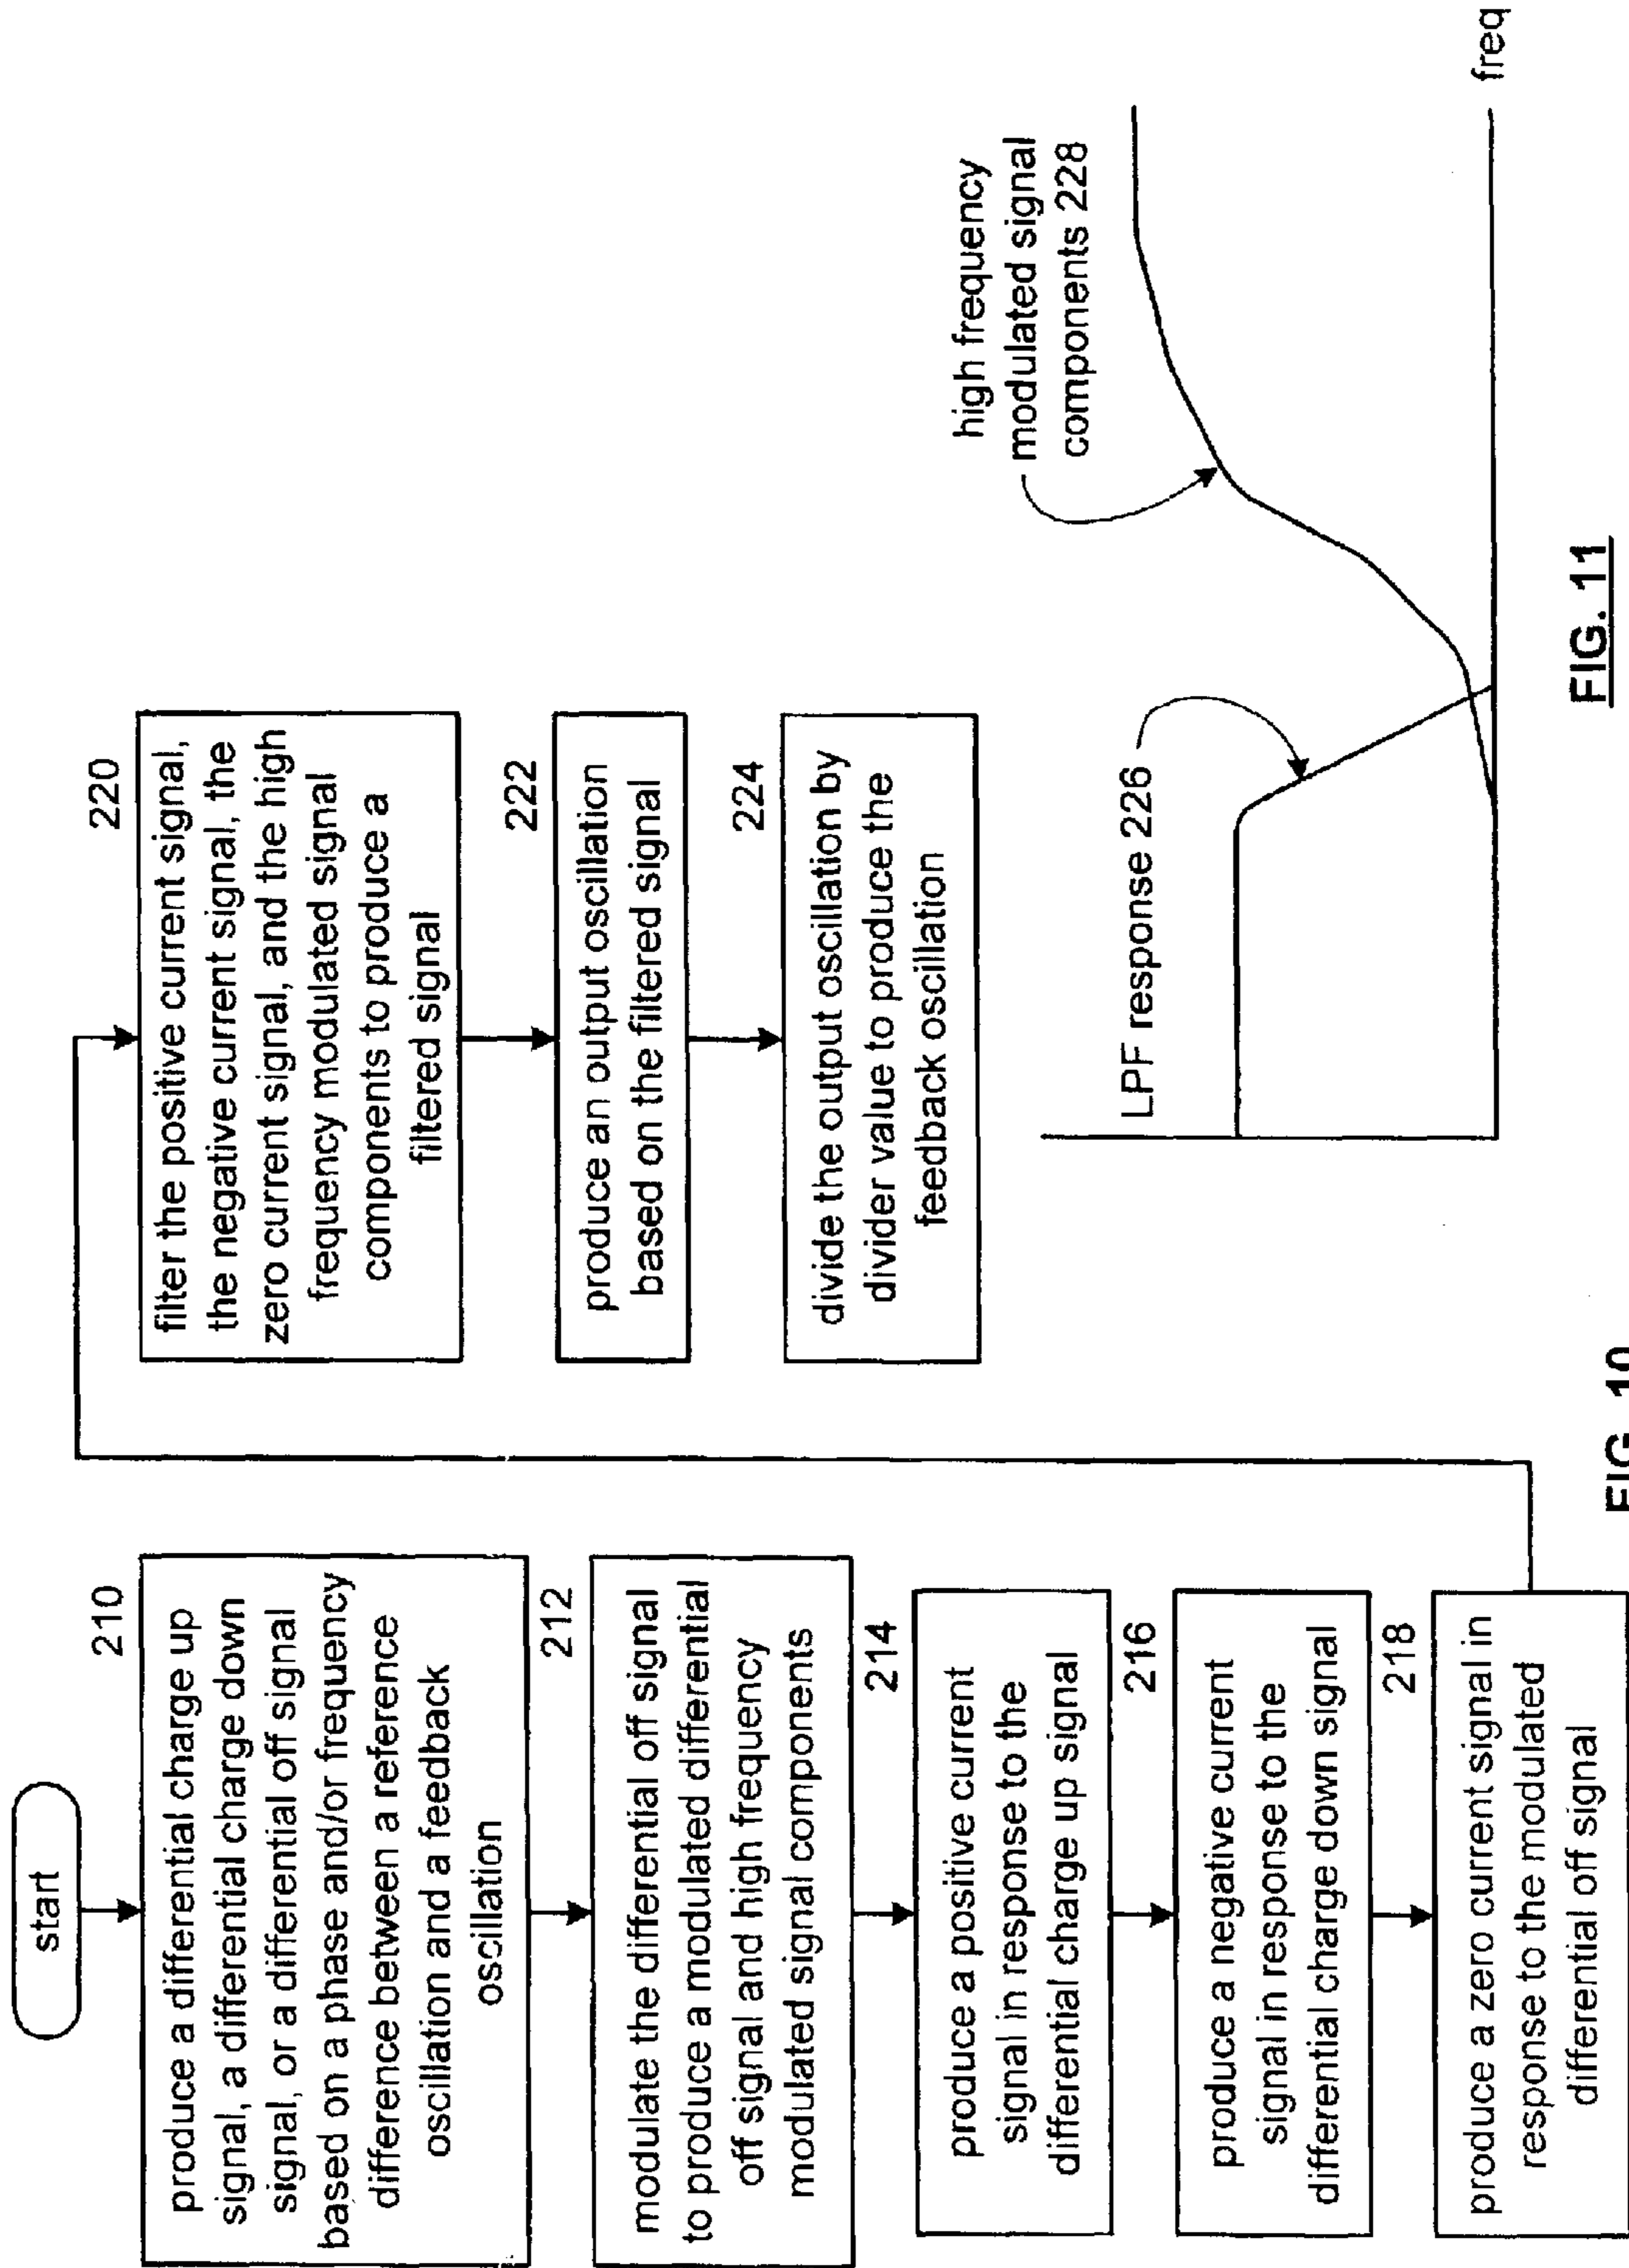 start
210
produce a differential charge up
signal, a differential charge down
signal, or a differential off signal
based on a phase and/or frequency
difference between a reference
oscillation and a feedback
oscillation
212
modulate the differential off signal
to produce a modulated differential
off signal and high frequency
modulated signal components
214
produce a positive current
signal in response to the
differential charge up signal
216
produce a negative current
signal in response to the
differential charge down signal
218
produce a zero current signal in
response to the modulated
differential off signal
220
filter the positive current signal,
the negative current signal, the
zero current signal, and the high
frequency modulated signal
components to produce a
filtered signal
222
produce an output oscillation
based on the filtered signal
224
divide the output oscillation by
divider value to produce the
feedback oscillation
FIG. 10
LPF response 226
high frequency
modulated signal
components 228
freq
FIG. 11